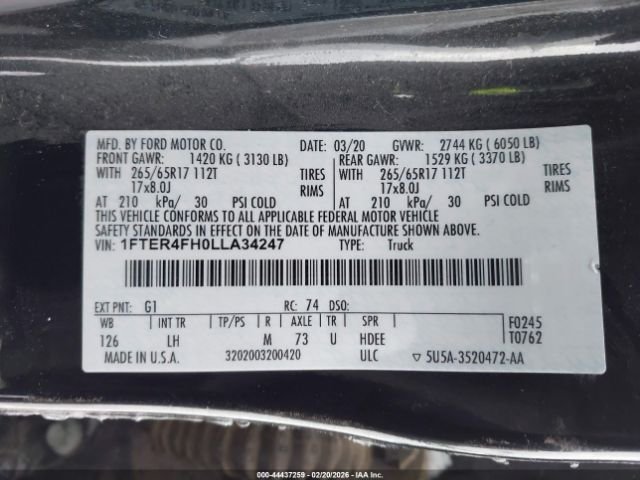 MFD. BY FORD MOTOR CO. DATE: 03/20 GVWR: 2744 KG ( 6050 LB)
FRONT GAWR: 1420 KG ( 3130 LB) REAR GAWR: 1529 KG ( 3370 LB)
WITH 265/65R17 112T TIRES WITH 265/65R17 112T TIRES
17x8.0J RIMS 17x8.0J RIMS
AT 210 kPa/ 30 PSI COLD AT 210 kPa/ 30 PSI COLD
THIS VEHICLE CONFORMS TO ALL APPLICABLE FEDERAL MOTOR VEHICLE
SAFETY STANDARDS IN EFFECT ON THE DATE OF MANUFACTURE SHOWN ABOVE.
VIN: 1FTER4FH0LLA34247 TYPE: Truck
EXT PNT: G1 RC: 74 DSO:
WB INT TR TP/PS R AXLE TR SPR F0245
126 LH M 73 U HDEE T0762
MADE IN U.S.A. 3202003200420 ULC ▽ 5U5A-3520472-AA
000-44437259 - 02/20/2026 - IAAI.COM